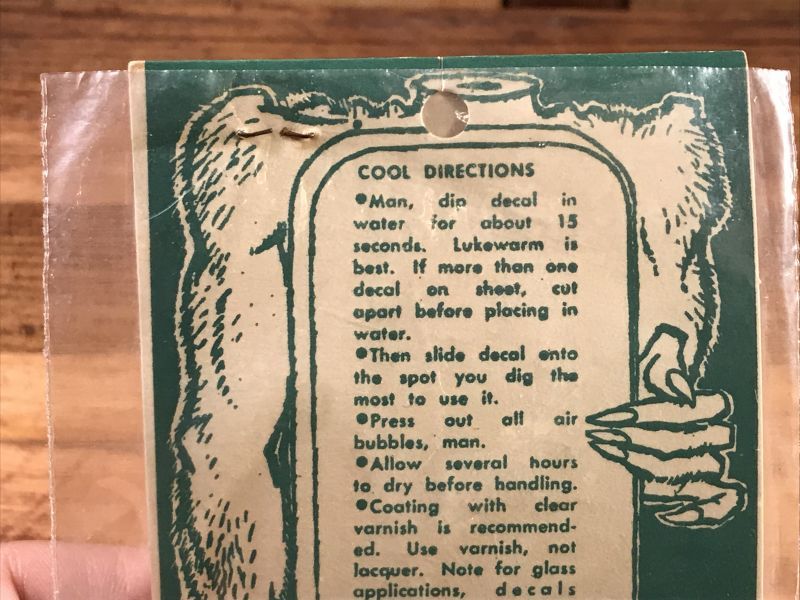 COOL DIRECTIONS
•Man, dip decal in
water for about 15
seconds. Lukewarm is
best. If more than one
decal on sheet, cut
apart before placing in
water.
•Then slide decal onto
the spot you dig the
most to use it.
•Press out all air
bubbles, man.
•Allow several hours
to dry before handling.
•Coating with clear
varnish is recommend-
ed. Use varnish, not
lacquer. Note for glass
applications, decals